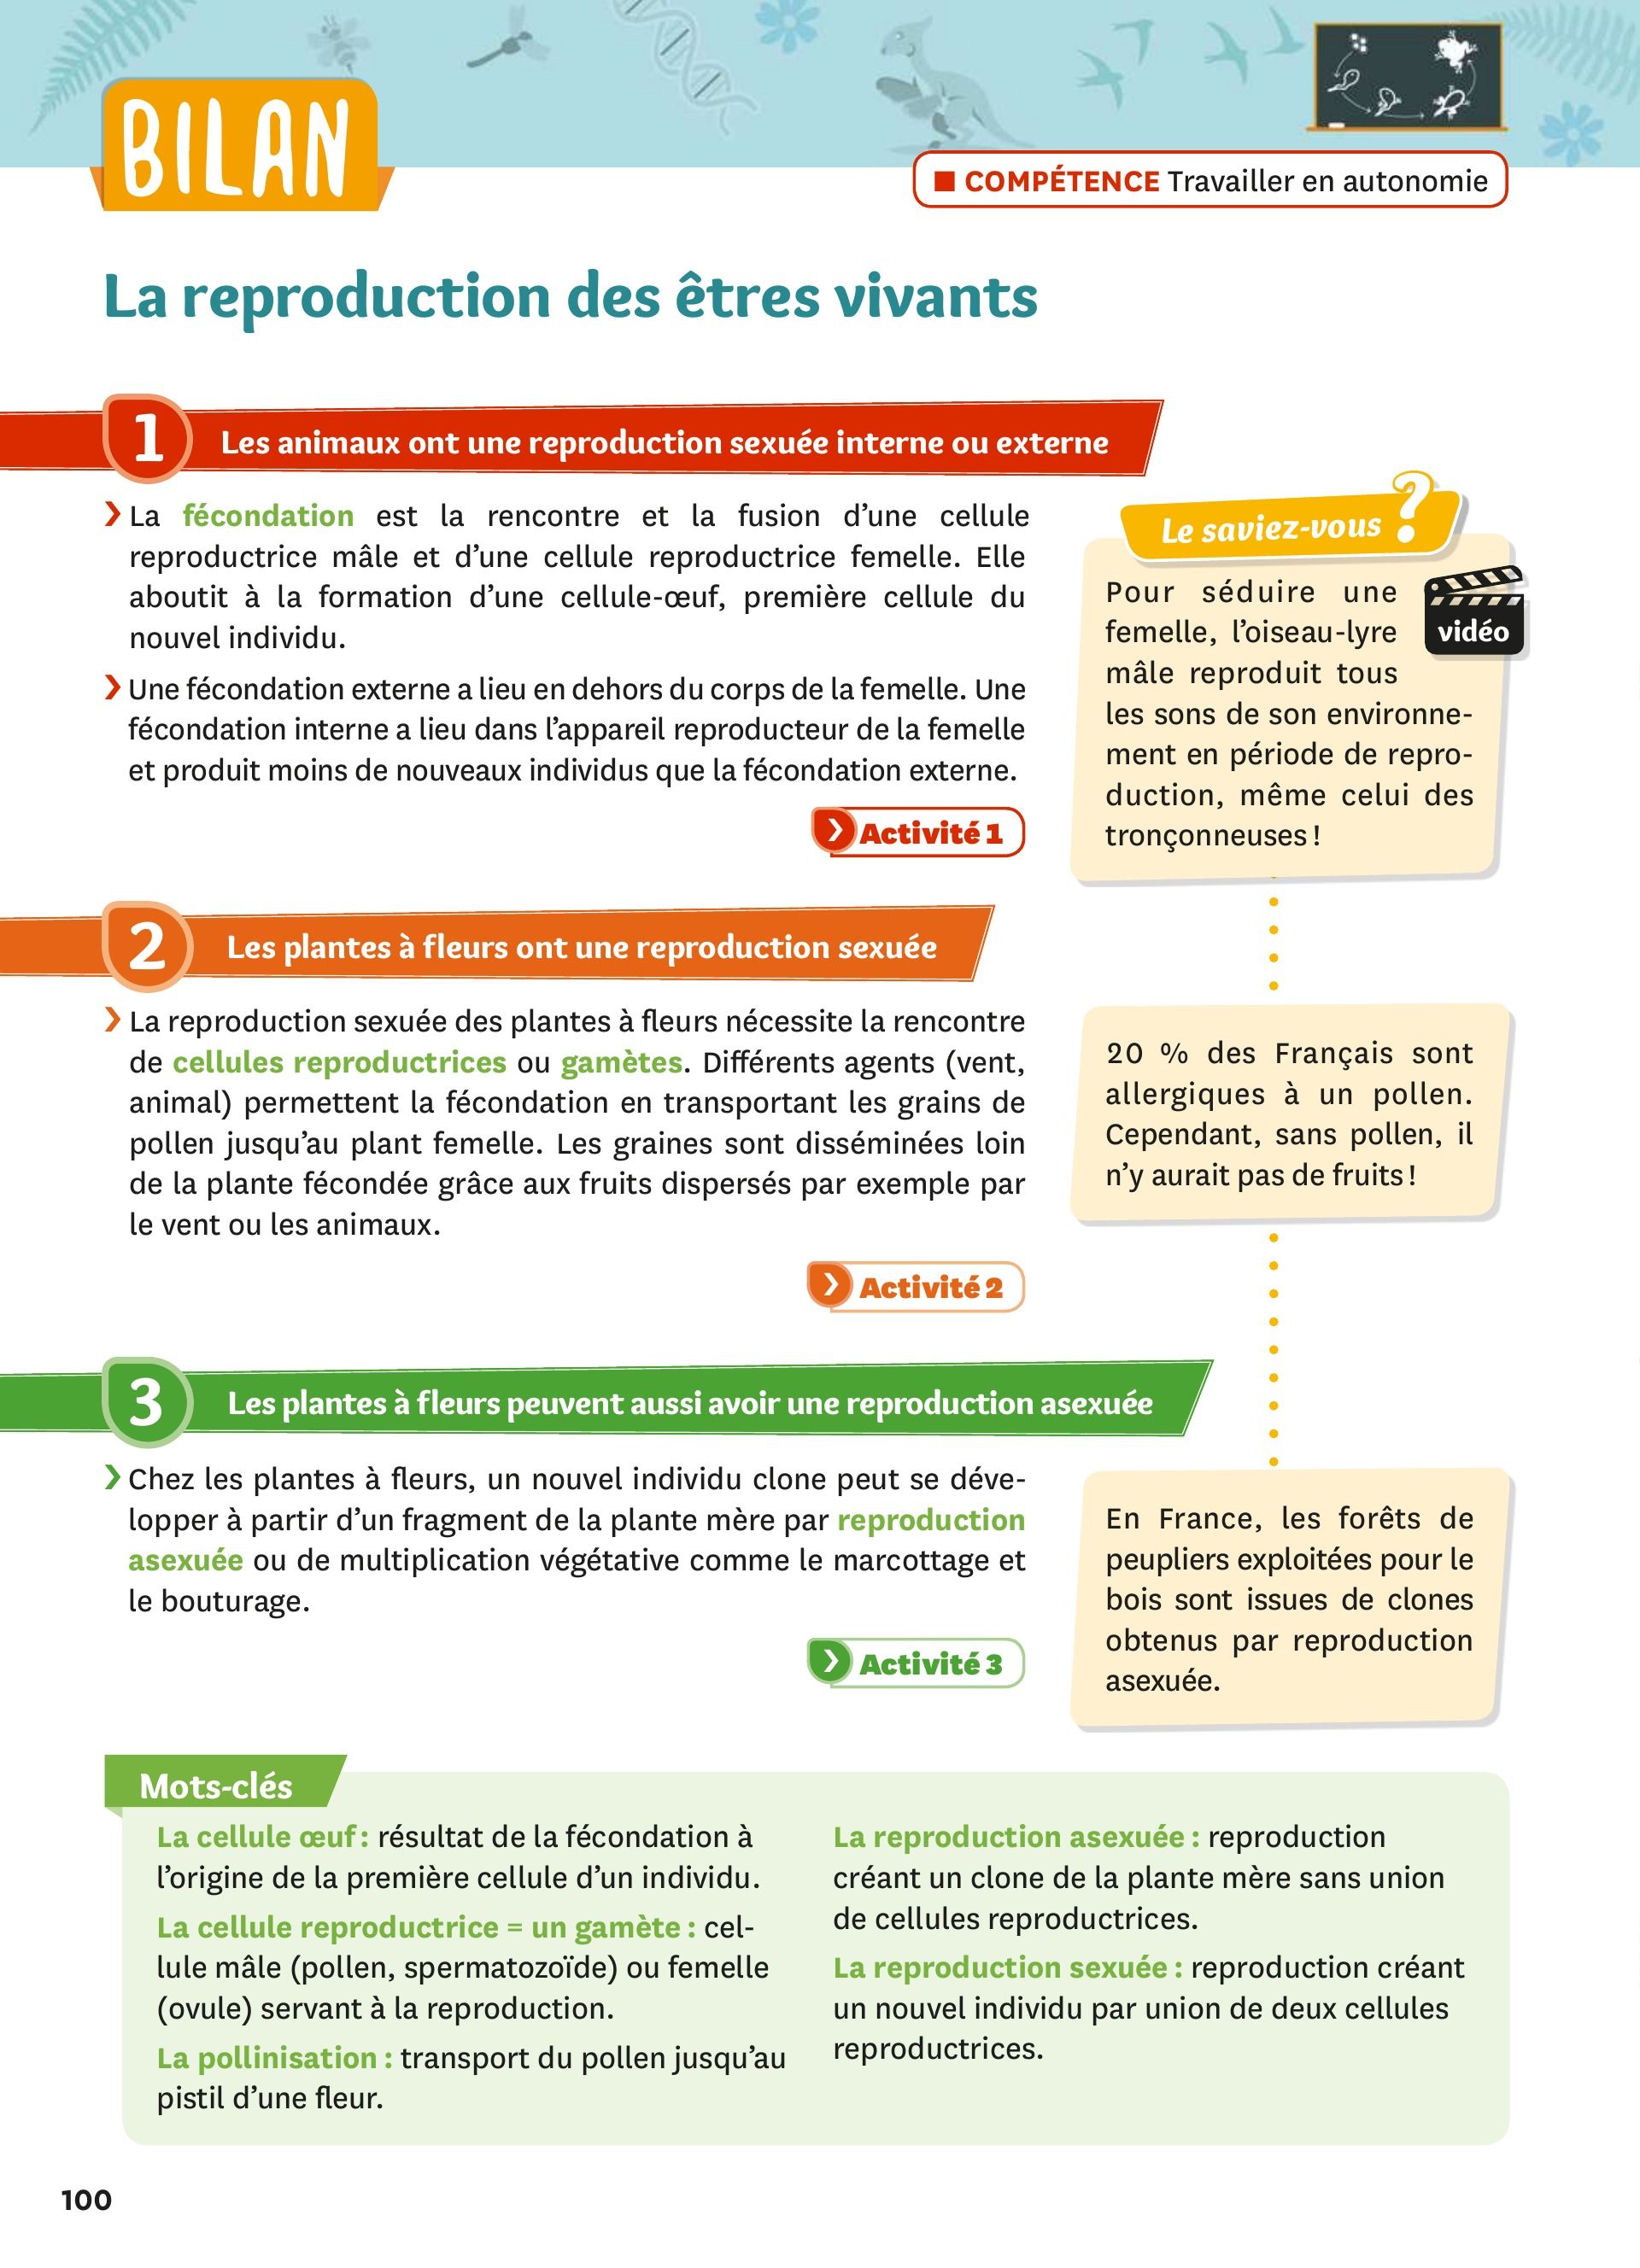 BILAN
■ COMPÉTENCE Travailler en autonomie
La reproduction des êtres vivants
1 Les animaux ont une reproduction sexuée interne ou externe
› La fécondation est la rencontre et la fusion d'une cellule
reproductrice mâle et d'une cellule reproductrice femelle. Elle
aboutit à la formation d'une cellule-œuf, première cellule du
nouvel individu.
› Une fécondation externe a lieu en dehors du corps de la femelle. Une
fécondation interne a lieu dans l'appareil reproducteur de la femelle
et produit moins de nouveaux individus que la fécondation externe.
› Activité 1
Le saviez-vous ?
Pour séduire une
femelle, l'oiseau-lyre
mâle reproduit tous
les sons de son environne-
ment en période de repro-
duction, même celui des
tronçonneuses !
vidéo
2 Les plantes à fleurs ont une reproduction sexuée
› La reproduction sexuée des plantes à fleurs nécessite la rencontre
de cellules reproductrices ou gamètes. Différents agents (vent,
animal) permettent la fécondation en transportant les grains de
pollen jusqu'au plant femelle. Les graines sont disséminées loin
de la plante fécondée grâce aux fruits dispersés par exemple par
le vent ou les animaux.
› Activité 2
20 % des Français sont
allergiques à un pollen.
Cependant, sans pollen, il
n'y aurait pas de fruits !
3 Les plantes à fleurs peuvent aussi avoir une reproduction asexuée
› Chez les plantes à fleurs, un nouvel individu clone peut se déve-
lopper à partir d'un fragment de la plante mère par reproduction
asexuée ou de multiplication végétative comme le marcottage et
le bouturage.
› Activité 3
En France, les forêts de
peupliers exploitées pour le
bois sont issues de clones
obtenus par reproduction
asexuée.
Mots-clés
La cellule œuf : résultat de la fécondation à
l'origine de la première cellule d'un individu.
La cellule reproductrice = un gamète : cel-
lule mâle (pollen, spermatozoïde) ou femelle
(ovule) servant à la reproduction.
La pollinisation : transport du pollen jusqu'au
pistil d'une fleur.
La reproduction asexuée : reproduction
créant un clone de la plante mère sans union
de cellules reproductrices.
La reproduction sexuée : reproduction créant
un nouvel individu par union de deux cellules
reproductrices.
100